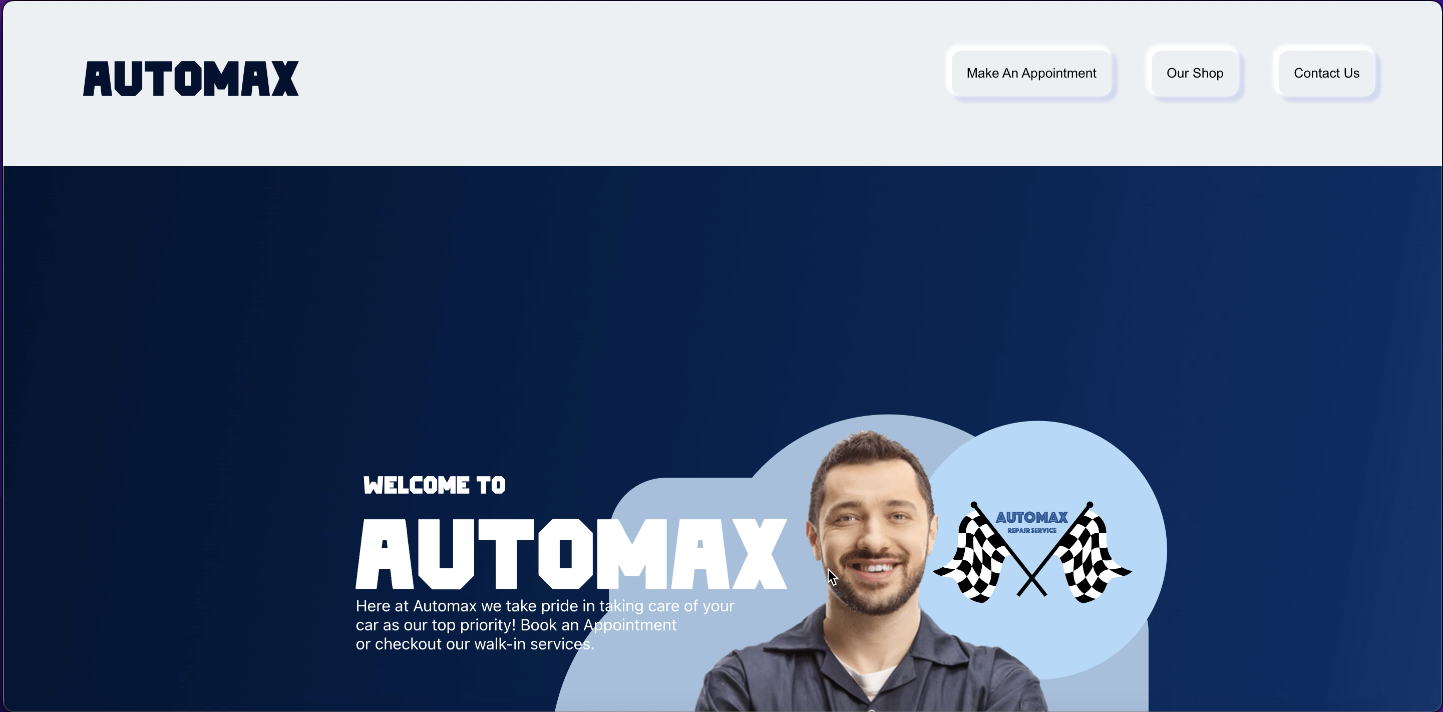 AUTOMAX
Make An Appointment
Our Shop
Contact Us
WELCOME TO
AUTOMAX
AUTOMAX
REPAIR SERVICE
Here at Automax we take pride in taking care of your
car as our top priority! Book an Appointment
or checkout our walk-in services.